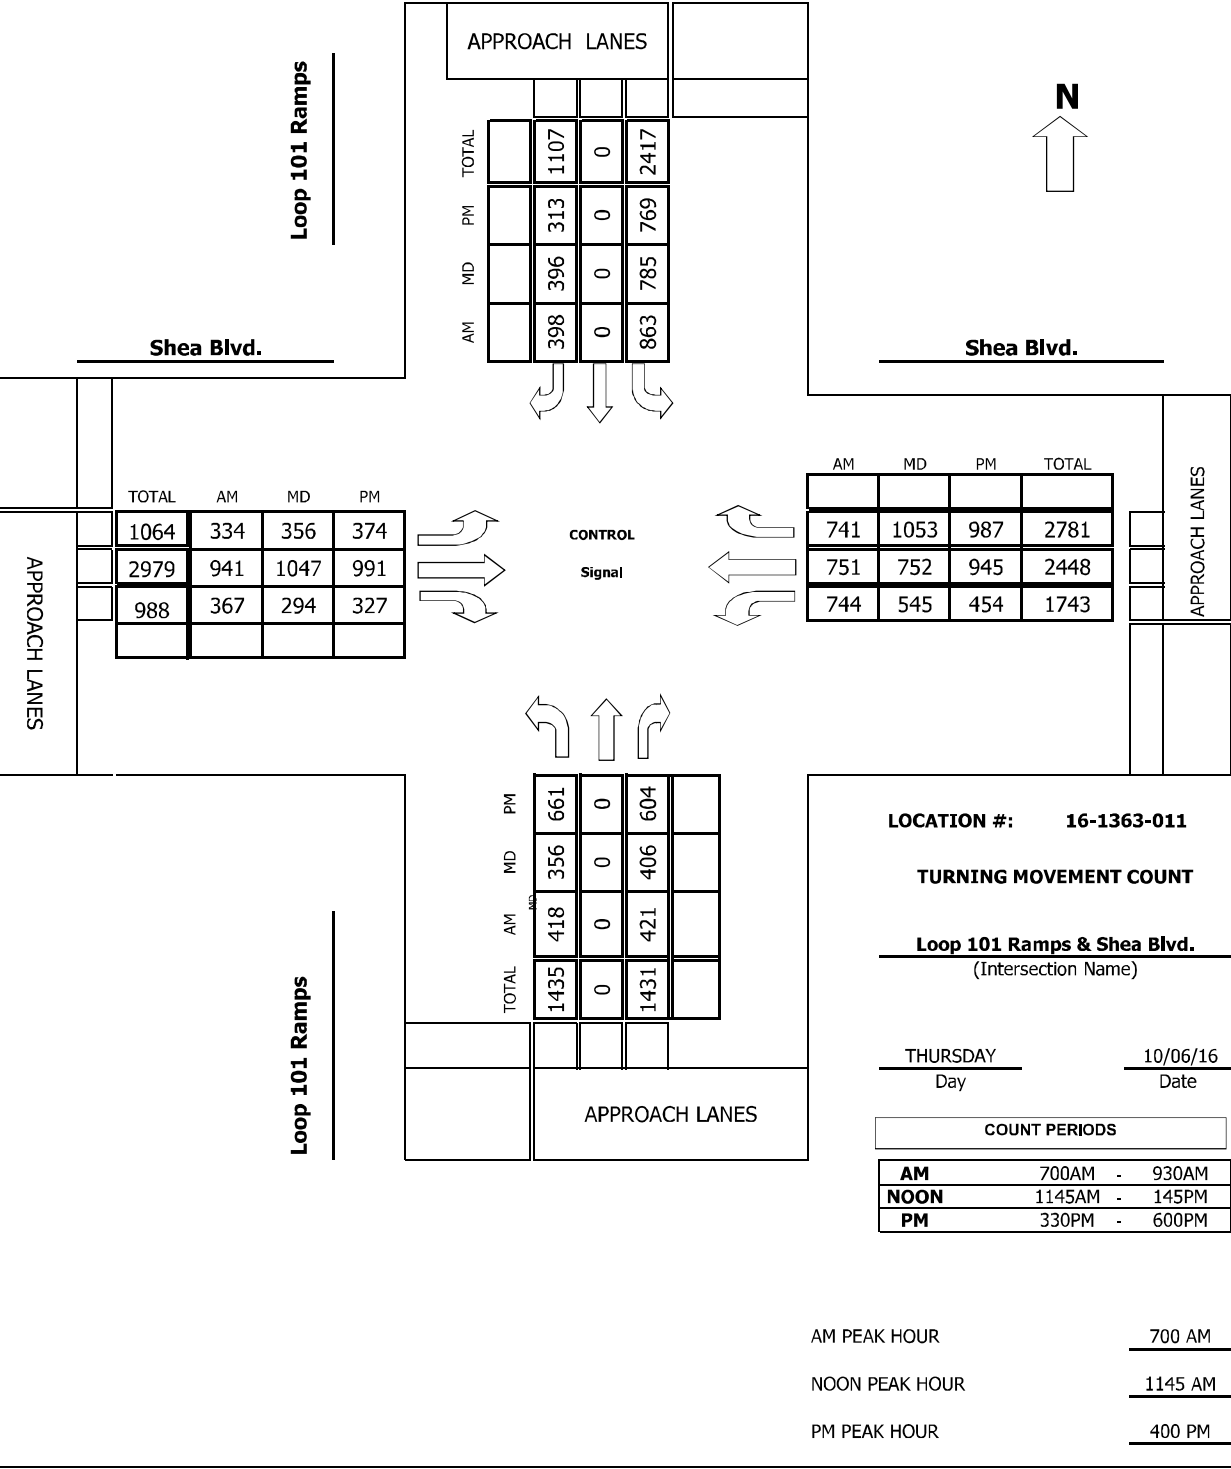 APPROACH LANES
Loop 101 Ramps
N
TOTAL 1107 0 2417
PM 313 0 769
MD 396 0 785
AM 398 0 863
Shea Blvd.
Shea Blvd.
AM MD PM TOTAL
741 1053 987 2781
751 752 945 2448
744 545 454 1743
APPROACH LANES
TOTAL AM MD PM
1064 334 356 374
2979 941 1047 991
988 367 294 327
APPROACH LANES
CONTROL
Signal
PM 661 0 604
MD 356 0 406
MD
AM 418 0 421
TOTAL 1435 0 1431
Loop 101 Ramps
APPROACH LANES
LOCATION #: 16-1363-011
TURNING MOVEMENT COUNT
Loop 101 Ramps & Shea Blvd.
(Intersection Name)
THURSDAY 10/06/16
Day Date
COUNT PERIODS
AM 700AM - 930AM
NOON 1145AM - 145PM
PM 330PM - 600PM
AM PEAK HOUR 700 AM
NOON PEAK HOUR 1145 AM
PM PEAK HOUR 400 PM